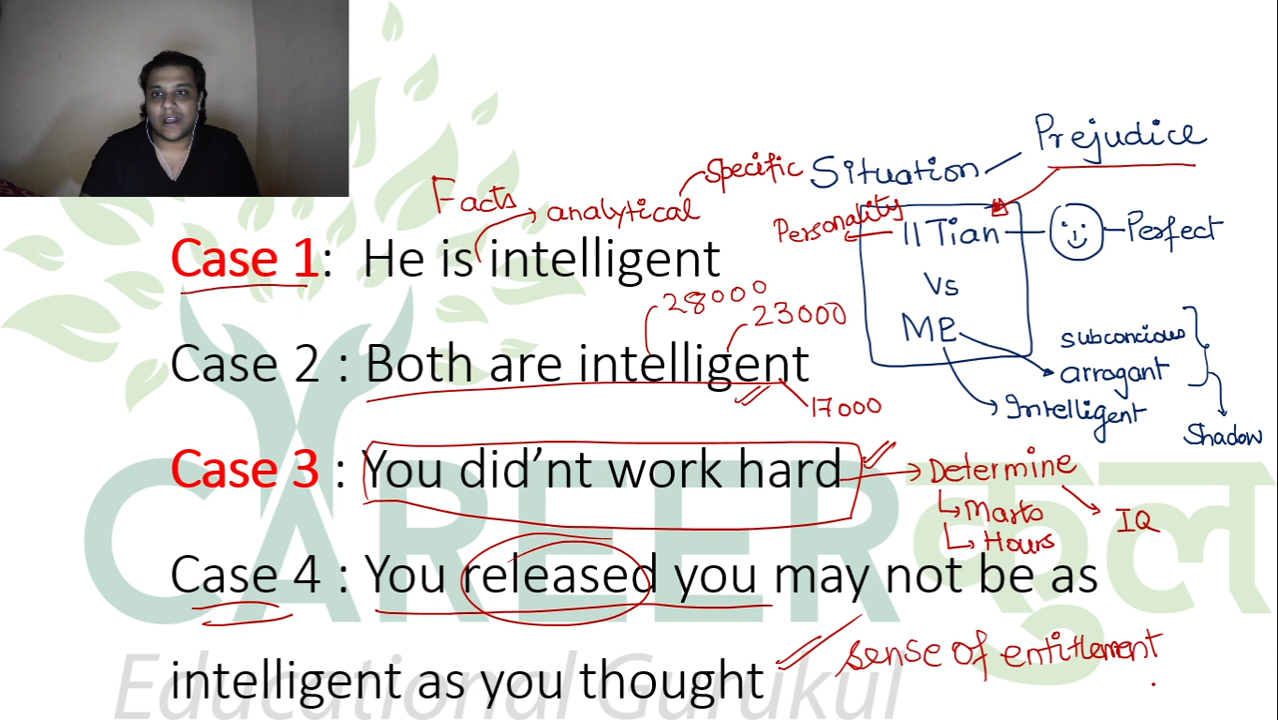 Prejudice
Situation
Facts
analytical
Specific
Personality
IITian
Perfect
Vs
ME
subconcious
arrogant
Intelligent
Shadow
Case 1: He is intelligent
28000
23000
Case 2 : Both are intelligent
17000
Case 3 : You did'nt work hard
Determine
Marks
Hours
IQ
Case 4 : You released you may not be as
intelligent as you thought
sense of entitlement
CAREER कुल
Educational Gurukul